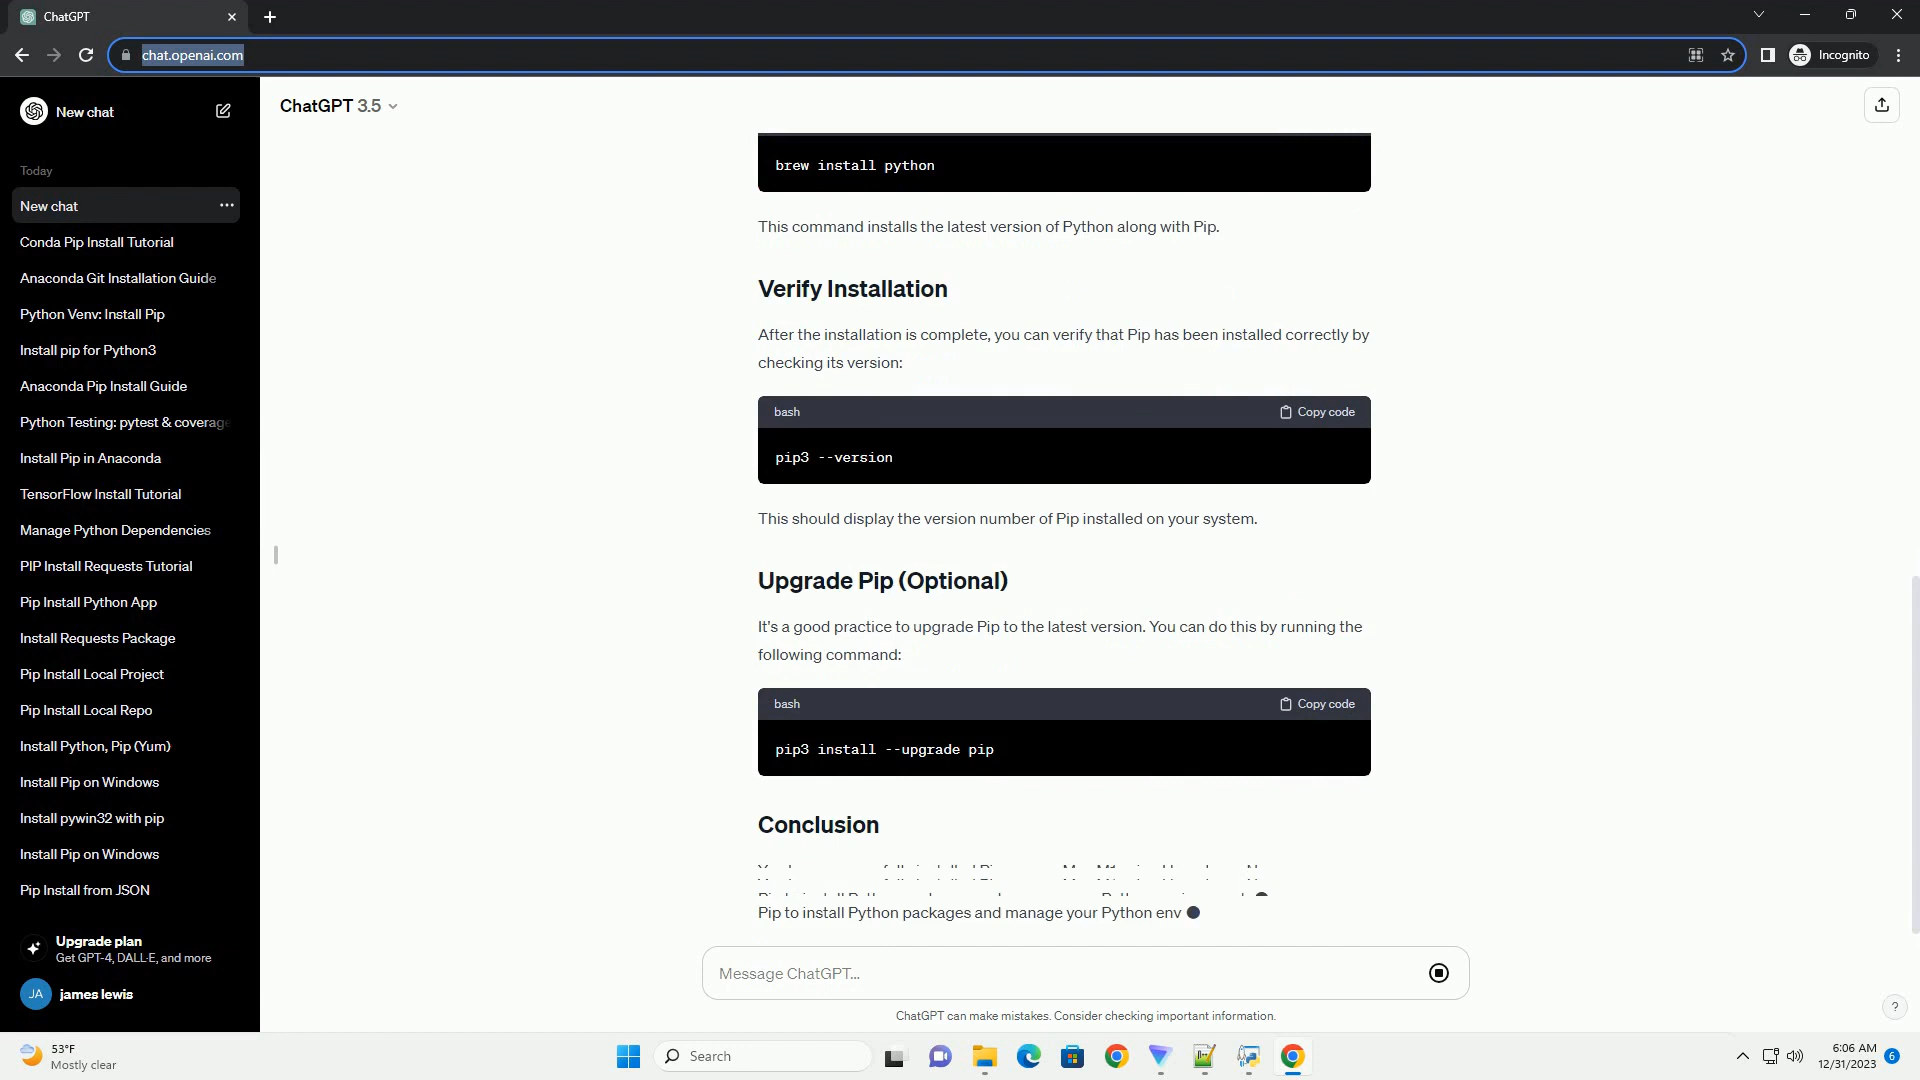 ChatGPT
chat.openai.com
Incognito
New chat
ChatGPT 3.5
Today
New chat
Conda Pip Install Tutorial
Anaconda Git Installation Guide
Python Venv: Install Pip
Install pip for Python3
Anaconda Pip Install Guide
Python Testing: pytest & coverage
Install Pip in Anaconda
TensorFlow Install Tutorial
Manage Python Dependencies
PIP Install Requests Tutorial
Pip Install Python App
Install Requests Package
Pip Install Local Project
Pip Install Local Repo
Install Python, Pip (Yum)
Install Pip on Windows
Install pywin32 with pip
Install Pip on Windows
Pip Install from JSON
Upgrade plan
Get GPT-4, DALL·E, and more
JA
james lewis
brew install python
This command installs the latest version of Python along with Pip.
Verify Installation
After the installation is complete, you can verify that Pip has been installed correctly by
checking its version:
bash
Copy code
pip3 --version
This should display the version number of Pip installed on your system.
Upgrade Pip (Optional)
It's a good practice to upgrade Pip to the latest version. You can do this by running the
following command:
bash
Copy code
pip3 install --upgrade pip
Conclusion
Pip to install Python packages and manage your Python env
Message ChatGPT...
ChatGPT can make mistakes. Consider checking important information.
?
53°F
Mostly clear
Search
6:06 AM
12/31/2023
6